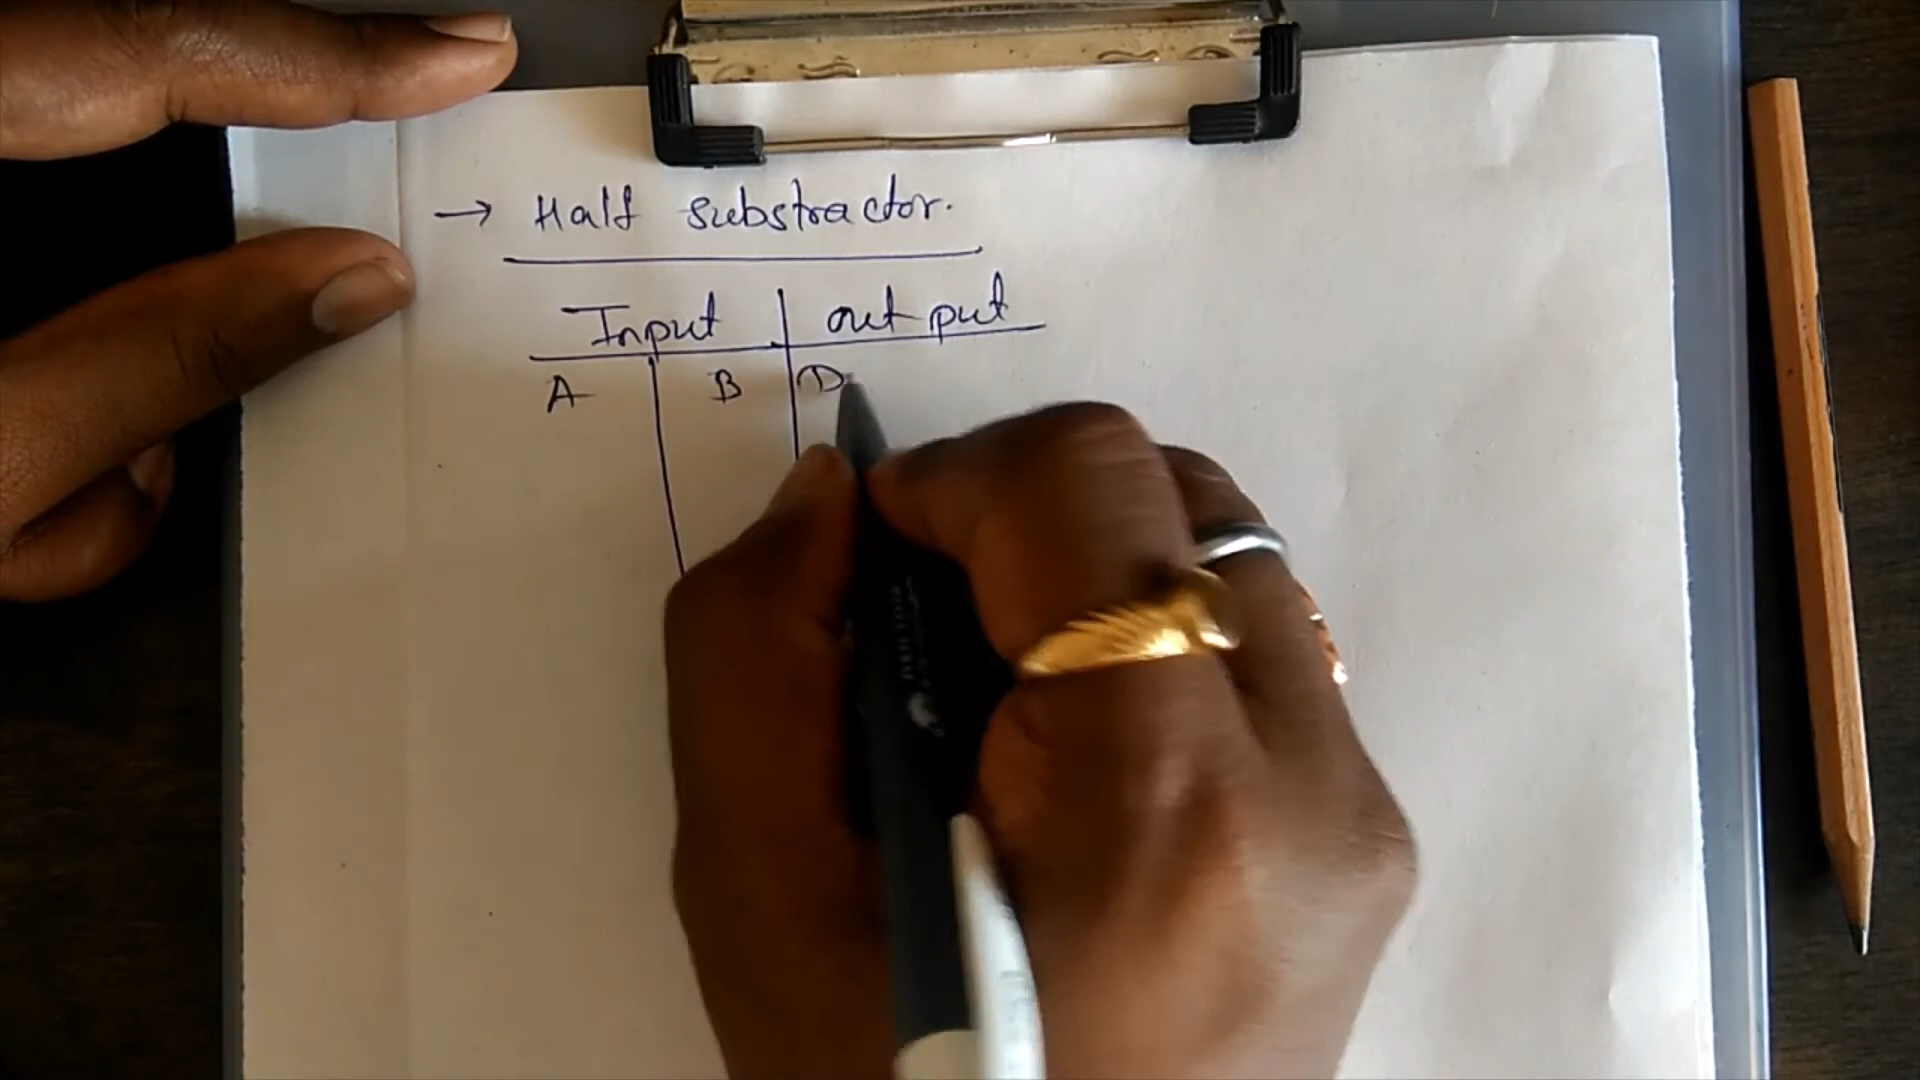 → Half substractor.
Input output
A B D